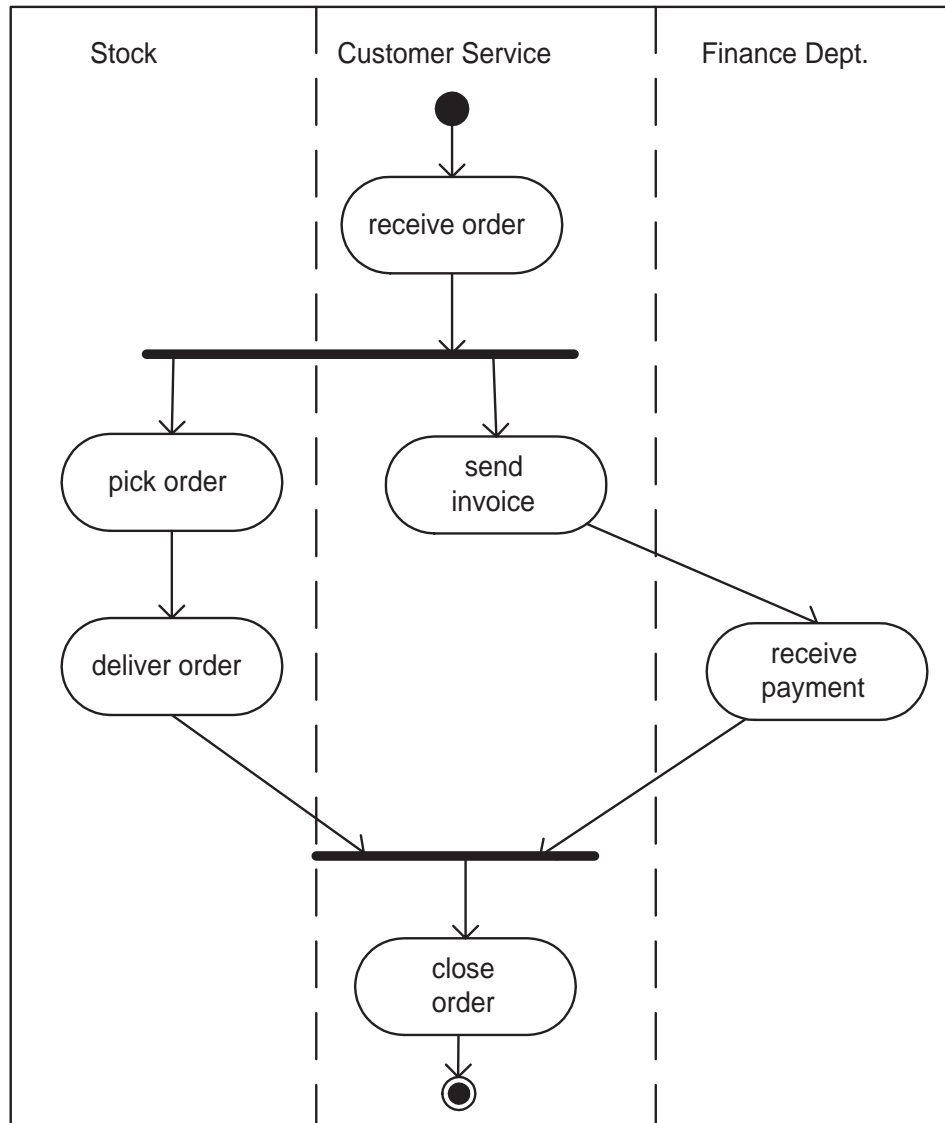 Stock
Customer Service
Finance Dept.
receive order
pick order
send
invoice
deliver order
receive
payment
close
order